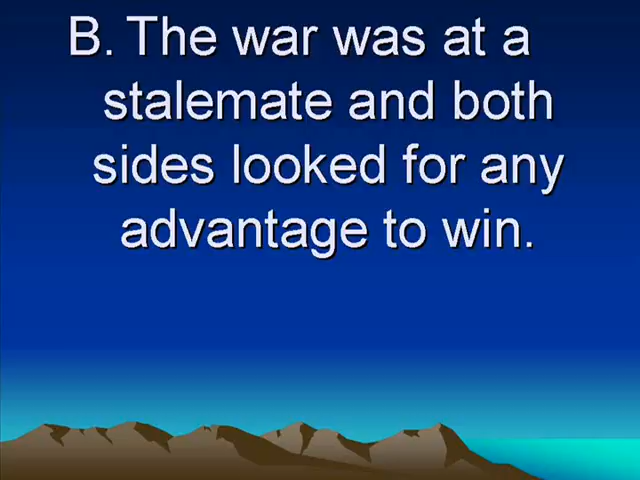 B. The war was at a
stalemate and both
sides looked for any
advantage to win.